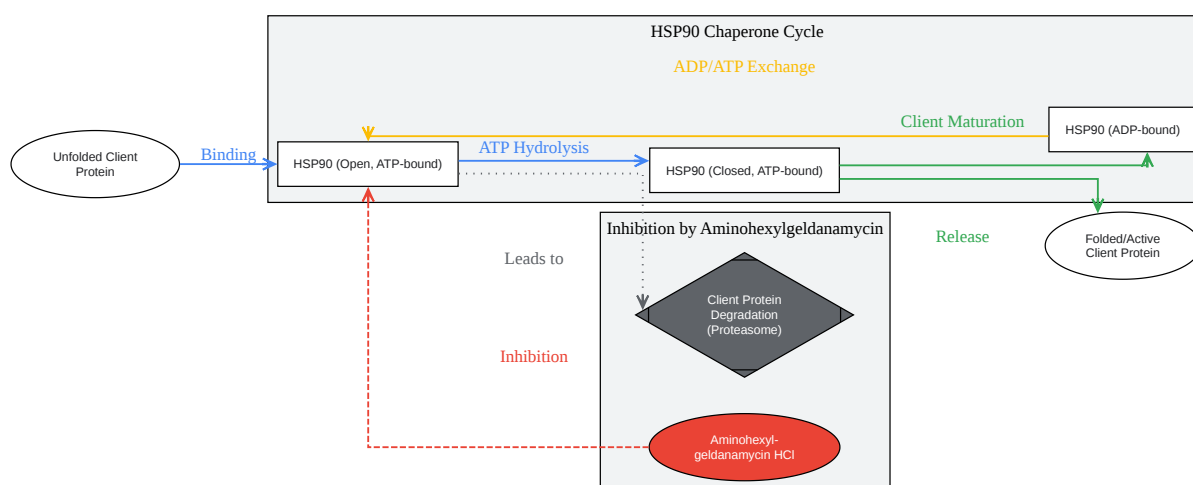 HSP90 Chaperone Cycle
ADP/ATP Exchange
Client Maturation
HSP90 (ADP-bound)
Unfolded Client
Protein
Binding
HSP90 (Open, ATP-bound)
ATP Hydrolysis
HSP90 (Closed, ATP-bound)
Release
Folded/Active
Client Protein
Inhibition by Aminohexylgeldanamycin
Leads to
Client Protein
Degradation
(Proteasome)
Inhibition
Aminohexyl-
geldanamycin HCl